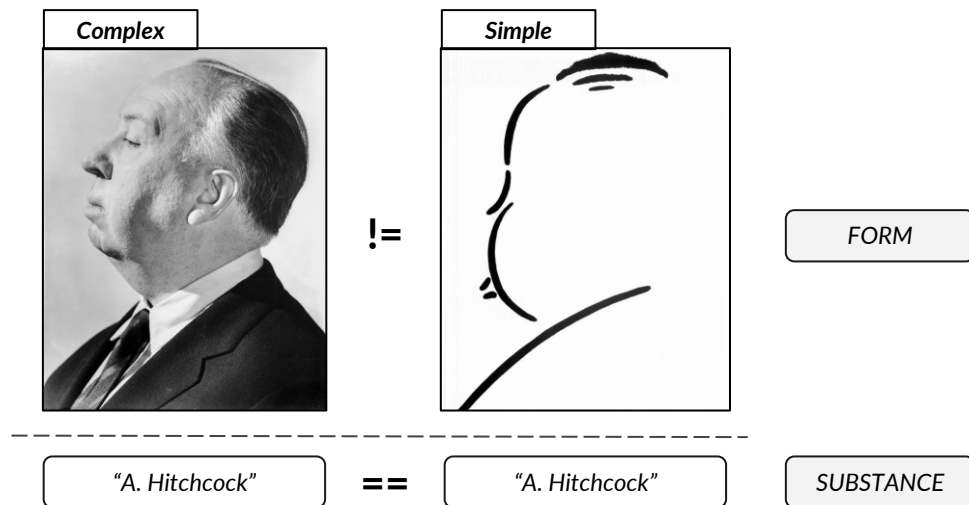 Complex
Simple
!=
FORM
“A. Hitchcock”
==
“A. Hitchcock”
SUBSTANCE